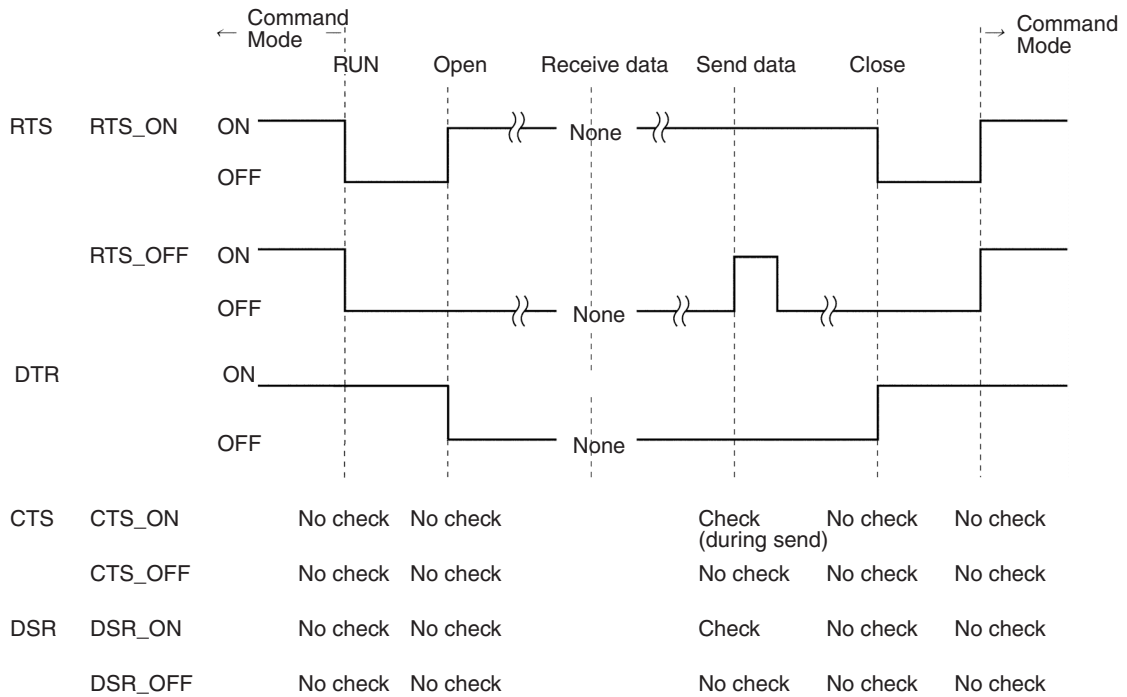 ← Command Mode —
→ Command Mode
RUN Open Receive data Send data Close
RTS RTS_ON ON
None
OFF
RTS_OFF ON
OFF
None
DTR ON
OFF
None
CTS CTS_ON No check No check Check (during send) No check No check
CTS_OFF No check No check No check No check No check
DSR DSR_ON No check No check Check No check No check
DSR_OFF No check No check No check No check No check